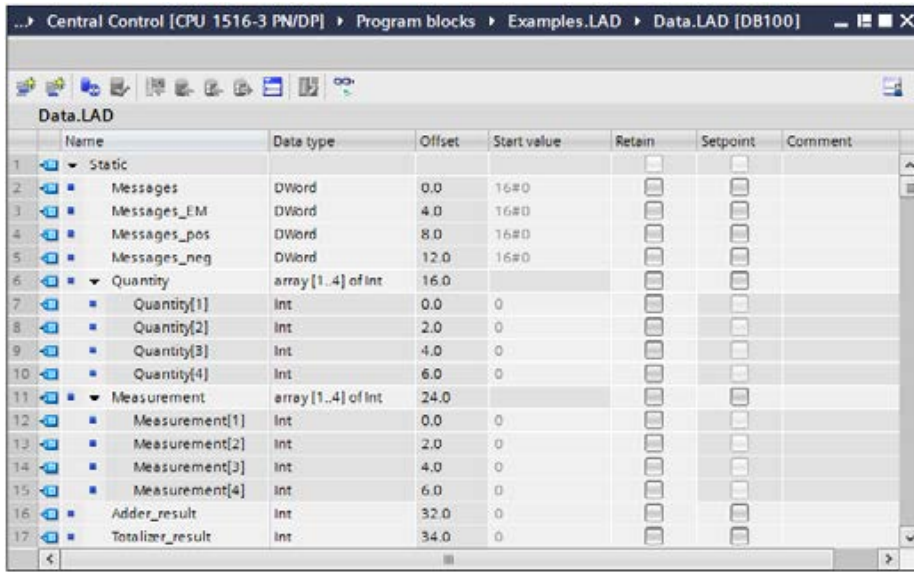 ...▸ Central Control [CPU 1516-3 PN/DP] ▸ Program blocks ▸ Examples.LAD ▸ Data.LAD [DB100]
Data.LAD
Name Data type Offset Start value Retain Setpoint Comment
1 Static
2 Messages DWord 0.0 16#0
3 Messages_EM DWord 4.0 16#0
4 Messages_pos DWord 8.0 16#0
5 Messages_neg DWord 12.0 16#0
6 Quantity array [1..4] of Int 16.0
7 Quantity[1] Int 0.0 0
8 Quantity[2] Int 2.0 0
9 Quantity[3] Int 4.0 0
10 Quantity[4] Int 6.0 0
11 Measurement array [1..4] of Int 24.0
12 Measurement[1] Int 0.0 0
13 Measurement[2] Int 2.0 0
14 Measurement[3] Int 4.0 0
15 Measurement[4] Int 6.0 0
16 Adder_result Int 32.0 0
17 Totalizer_result Int 34.0 0